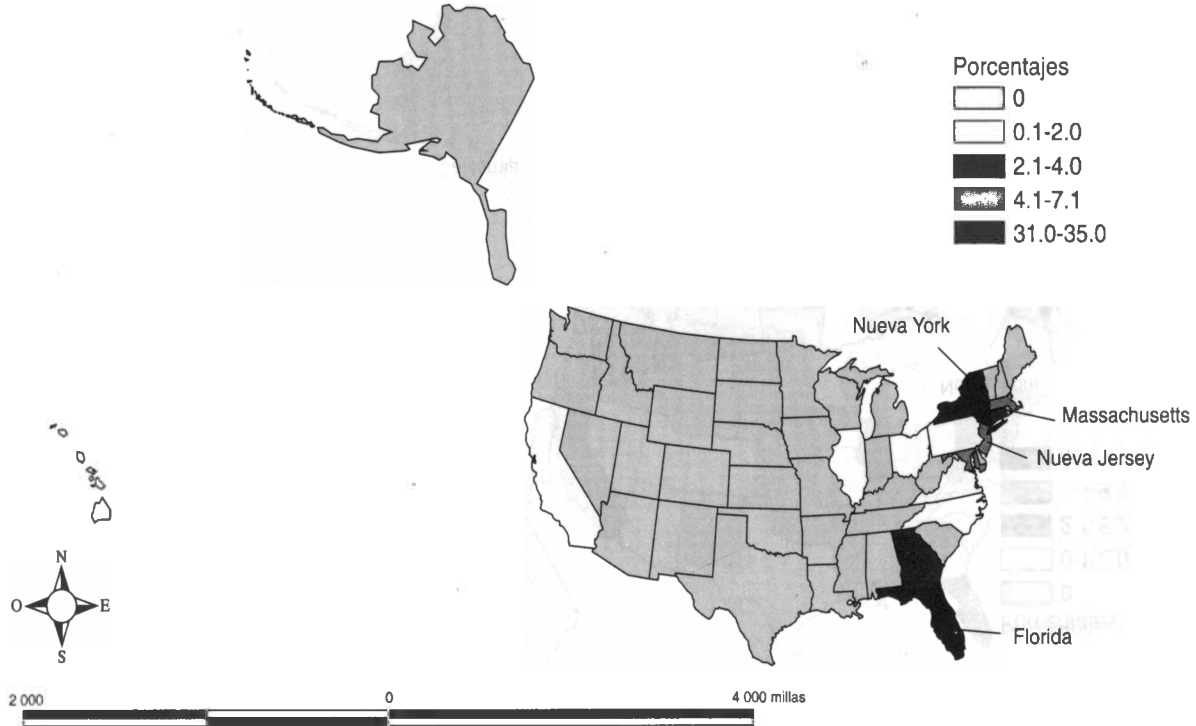 Porcentajes
0
0.1-2.0
2.1-4.0
4.1-7.1
31.0-35.0
Nueva York
Massachusetts
Nueva Jersey
Florida
N
O
E
S
2 000
0
4 000 millas